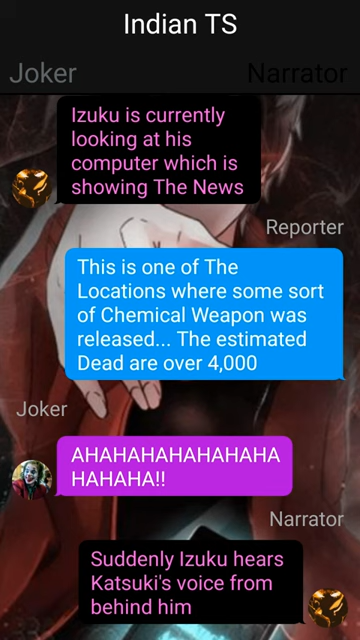 Indian TS
Joker
Narrator
Izuku is currently
looking at his
computer which is
showing The News
Reporter
This is one of The
Locations where some sort
of Chemical Weapon was
released... The estimated
Dead are over 4,000
Joker
AHAHAHAHAHAHAHA
HAHAHA!!
Narrator
Suddenly Izuku hears
Katsuki's voice from
behind him